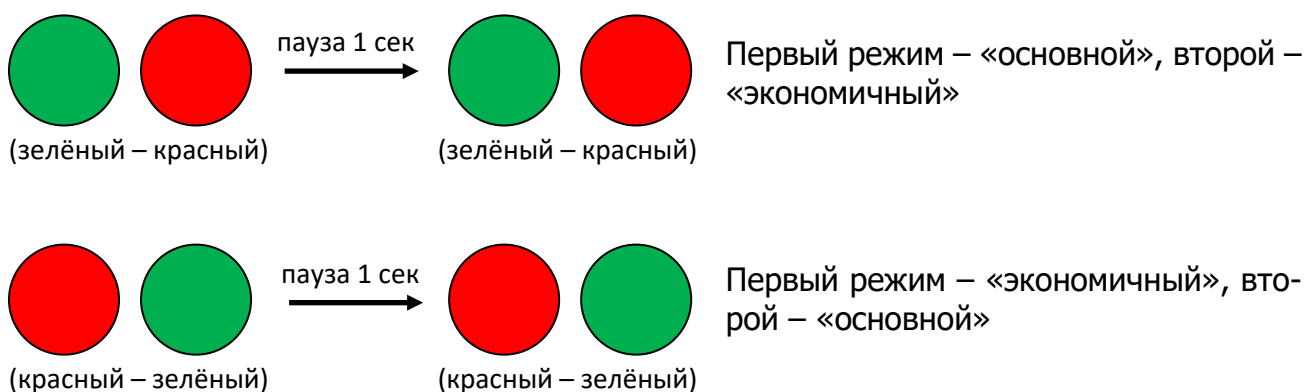 пауза 1 сек
(зелёный – красный)
(зелёный – красный)
Первый режим – «основной», второй –
«экономичный»
пауза 1 сек
(красный – зелёный)
(красный – зелёный)
Первый режим – «экономичный», вто-
рой – «основной»